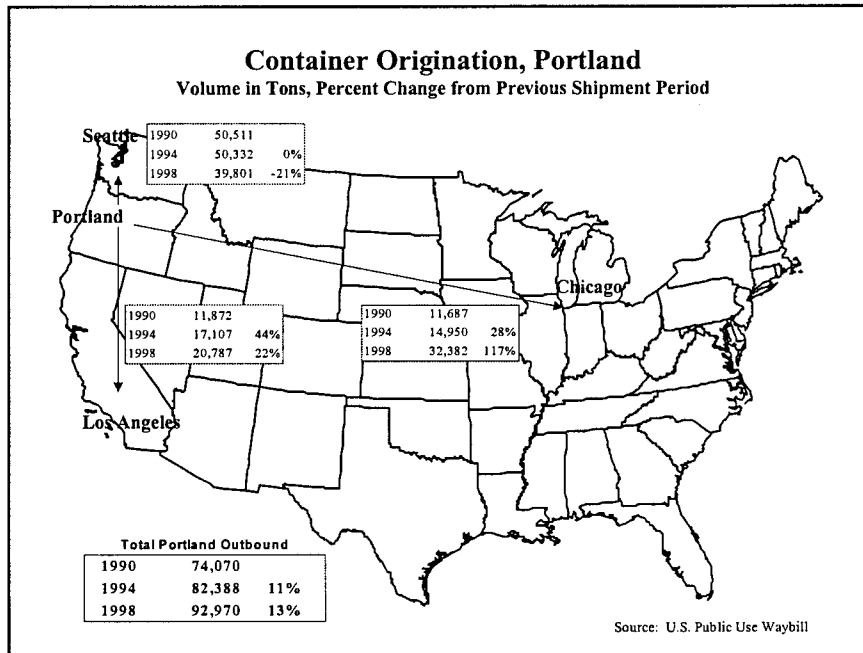 Container Origination, Portland
Volume in Tons, Percent Change from Previous Shipment Period
Seattle
1990 50,511
1994 50,332 0%
1998 39,801 -21%
Portland
Chicago
1990 11,872
1994 17,107 44%
1998 20,787 22%
1990 11,687
1994 14,950 28%
1998 32,382 117%
Los Angeles
Total Portland Outbound
1990 74,070
1994 82,388 11%
1998 92,970 13%
Source: U.S. Public Use Waybill